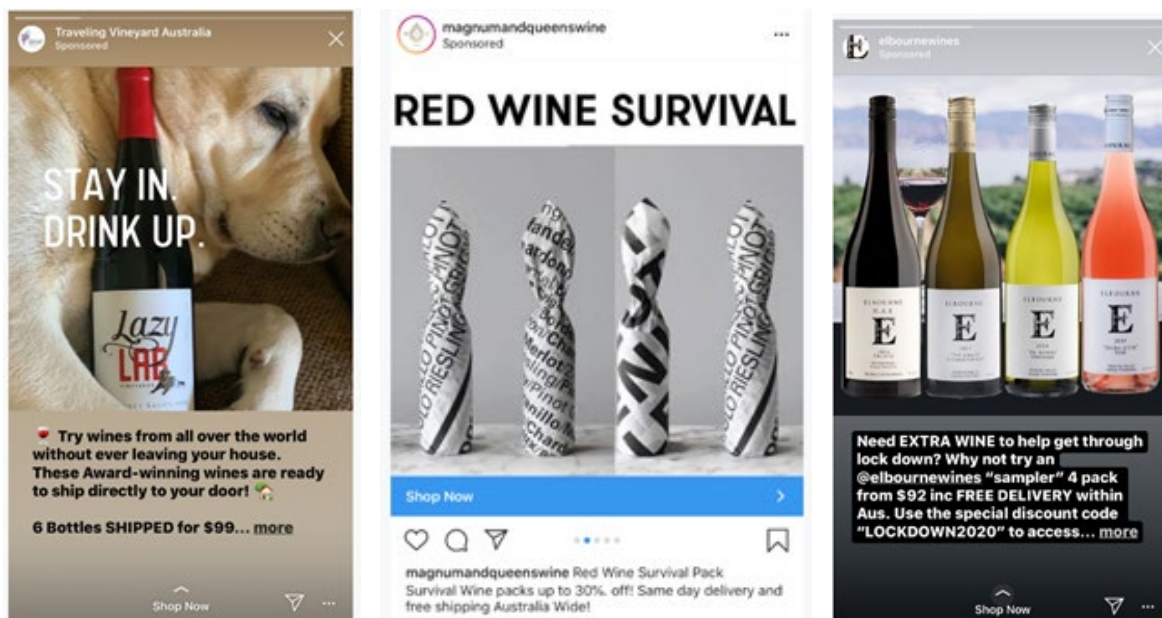 Traveling Vineyard Australia
Sponsored
STAY IN.
DRINK UP.
Lazy
LAB
🍷 Try wines from all over the world
without ever leaving your house.
These Award-winning wines are ready
to ship directly to your door! 🏡
6 Bottles SHIPPED for $99... more
Shop Now
magnumandqueenswine
Sponsored
RED WINE SURVIVAL
Shop Now
magnumandqueenswine Red Wine Survival Pack
Survival Wine packs up to 30%. off! Same day delivery and
free shipping Australia Wide!
elbournewines
Sponsored
ELBOURNE
E
ELBOURNE
E
ELBOURNE
E
ELBOURNE
E
Need EXTRA WINE to help get through
lock down? Why not try an
@elbournewines “sampler” 4 pack
from $92 inc FREE DELIVERY within
Aus. Use the special discount code
“LOCKDOWN2020” to access... more
Shop Now